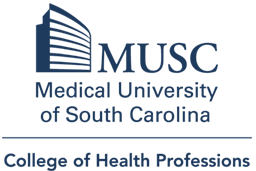 MUSC
Medical University
of South Carolina
College of Health Professions